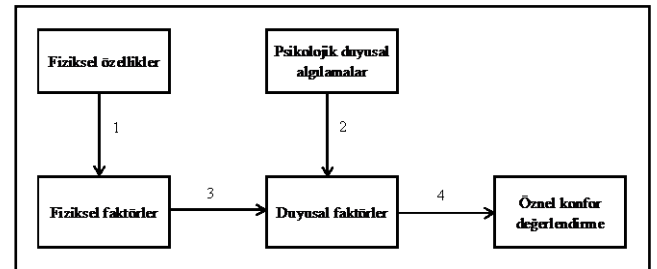 Fiziksel özellikler
Psikolojik duyusal
algılamalar
1
2
Fiziksel faktörler
3
Duyusal faktörler
4
Öznel konfor
değerlendirme